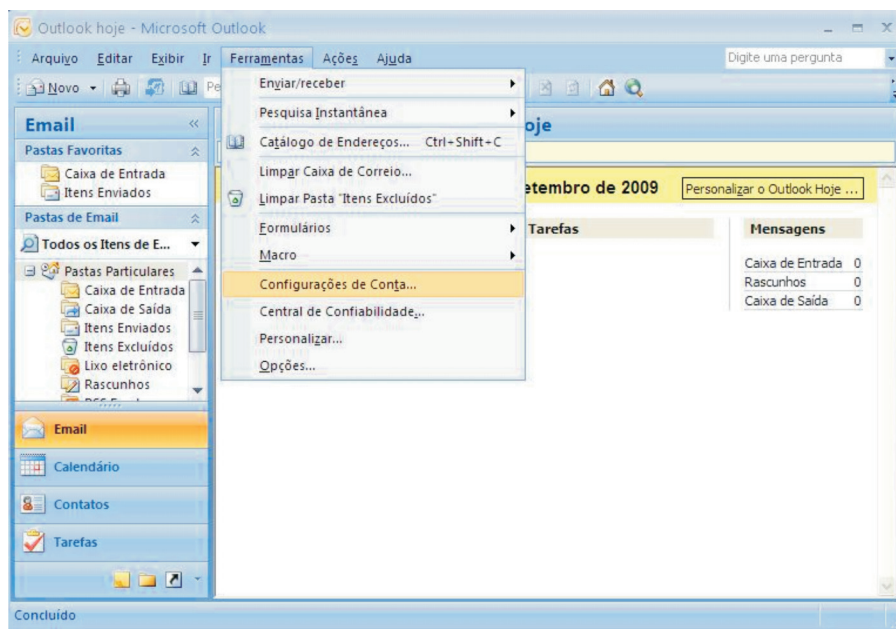 Outlook hoje - Microsoft Outlook
Arquivo Editar Exibir Ir Ferramentas Ações Ajuda Digite uma pergunta
Novo Pe
Enviar/receber
Pesquisa Instantânea
Catálogo de Endereços... Ctrl+Shift+C
Limpar Caixa de Correio...
Limpar Pasta "Itens Excluídos"
Formulários
Macro
Configurações de Conta...
Central de Confiabilidade...
Personalizar...
Opções...
Email
Pastas Favoritas
Caixa de Entrada
Itens Enviados
Pastas de Email
Todos os Itens de E...
Pastas Particulares
Caixa de Entrada
Caixa de Saída
Itens Enviados
Itens Excluídos
Lixo eletrônico
Rascunhos
Email
Calendário
Contatos
Tarefas
oje
etembro de 2009 Personalizar o Outlook Hoje ...
Tarefas Mensagens
Caixa de Entrada 0
Rascunhos 0
Caixa de Saída 0
Concluído